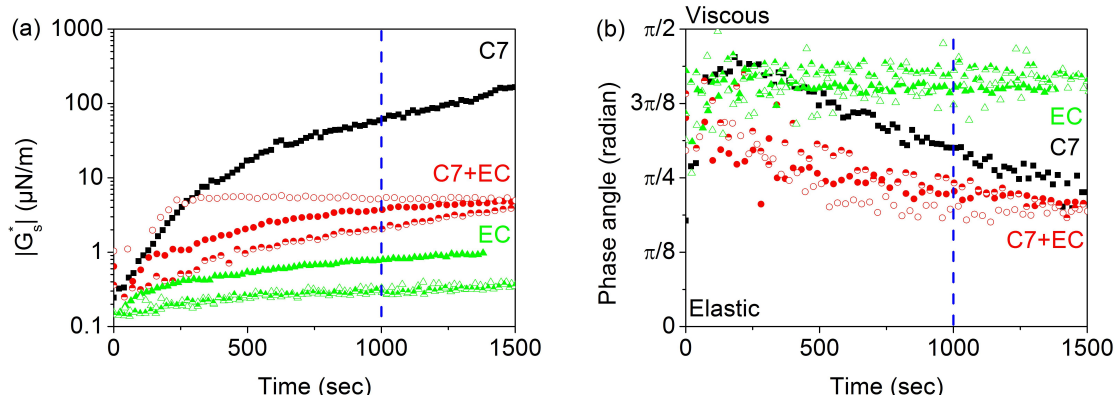 (a)
1000
100
10
1
0.1
|G*s| (μN/m)
C7
C7+EC
EC
0
500
1000
1500
Time (sec)
(b)
Viscous
π/2
3π/8
π/4
π/8
0
Phase angle (radian)
EC
C7
C7+EC
Elastic
0
500
1000
1500
Time (sec)